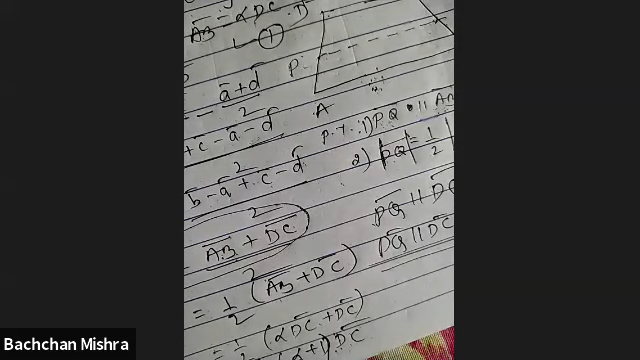 AB = αDC
①
D
P
= a̅ + d̅ / 2
+ c̅ - a̅ - d̅
A
P.T. i) PQ || AB
2
b̅ - a̅ + c̅ - d̅
2) |PQ| = 1/2 |
2
AB + DC
PQ || DC
2
PQ || DC
= 1/2 (AB + DC)
= 1/2 (αDC + DC)
(α+1) DC
Bachchan Mishra